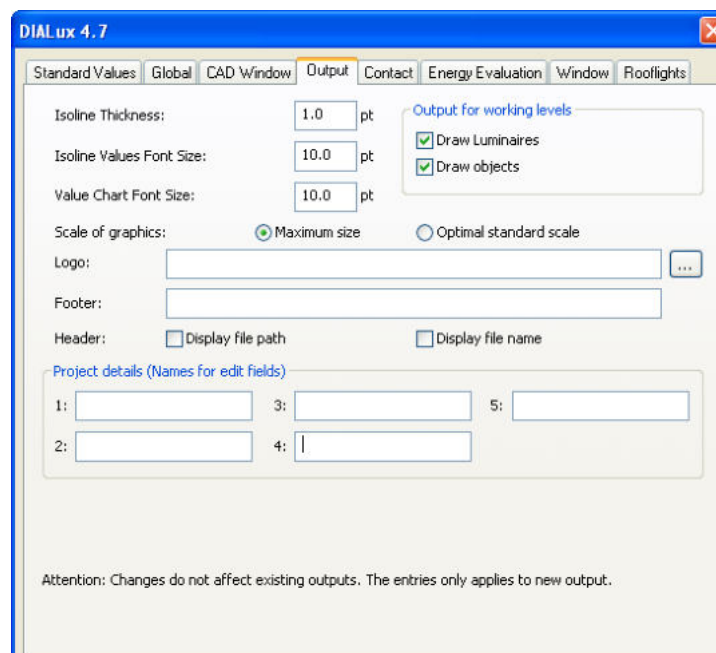 DIALux 4.7
Standard Values Global CAD Window Output Contact Energy Evaluation Window Rooflights
Isoline Thickness: 1.0 pt
Output for working levels
Draw Luminaires
Isoline Values Font Size: 10.0 pt
Draw objects
Value Chart Font Size: 10.0 pt
Scale of graphics: Maximum size Optimal standard scale
Logo: ...
Footer:
Header: Display file path Display file name
Project details (Names for edit fields)
1: 3: 5:
2: 4:
Attention: Changes do not affect existing outputs. The entries only applies to new output.